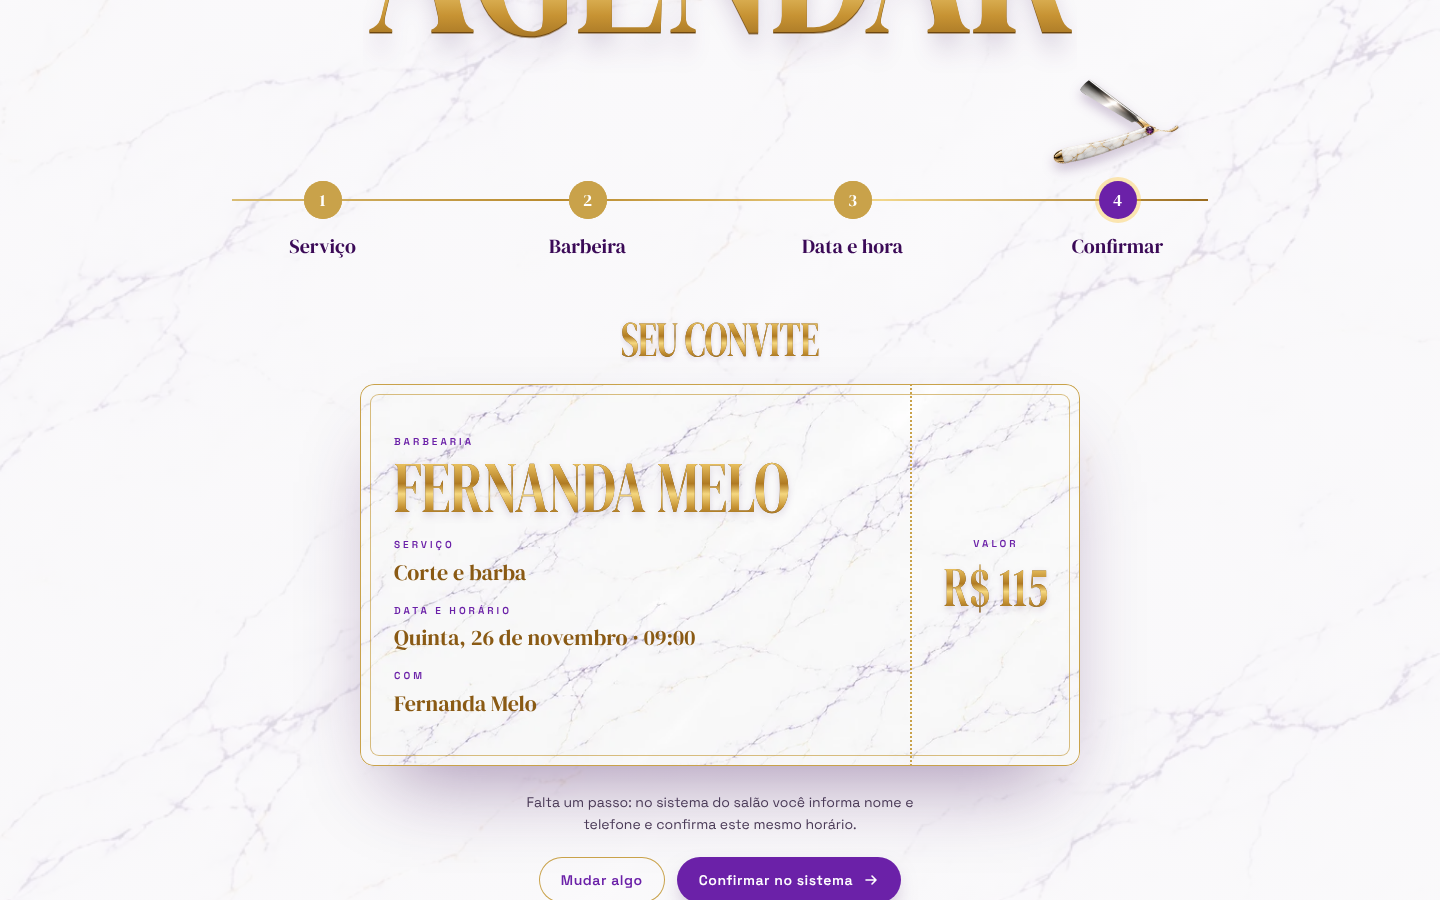 AGENDAR
1
2
3
4
Serviço
Barbeira
Data e hora
Confirmar
SEU CONVITE
BARBEARIA
FERNANDA MELO
SERVIÇO
Corte e barba
DATA E HORÁRIO
Quinta, 26 de novembro · 09:00
COM
Fernanda Melo
VALOR
R$ 115
Falta um passo: no sistema do salão você informa nome e
telefone e confirma este mesmo horário.
Mudar algo
Confirmar no sistema →